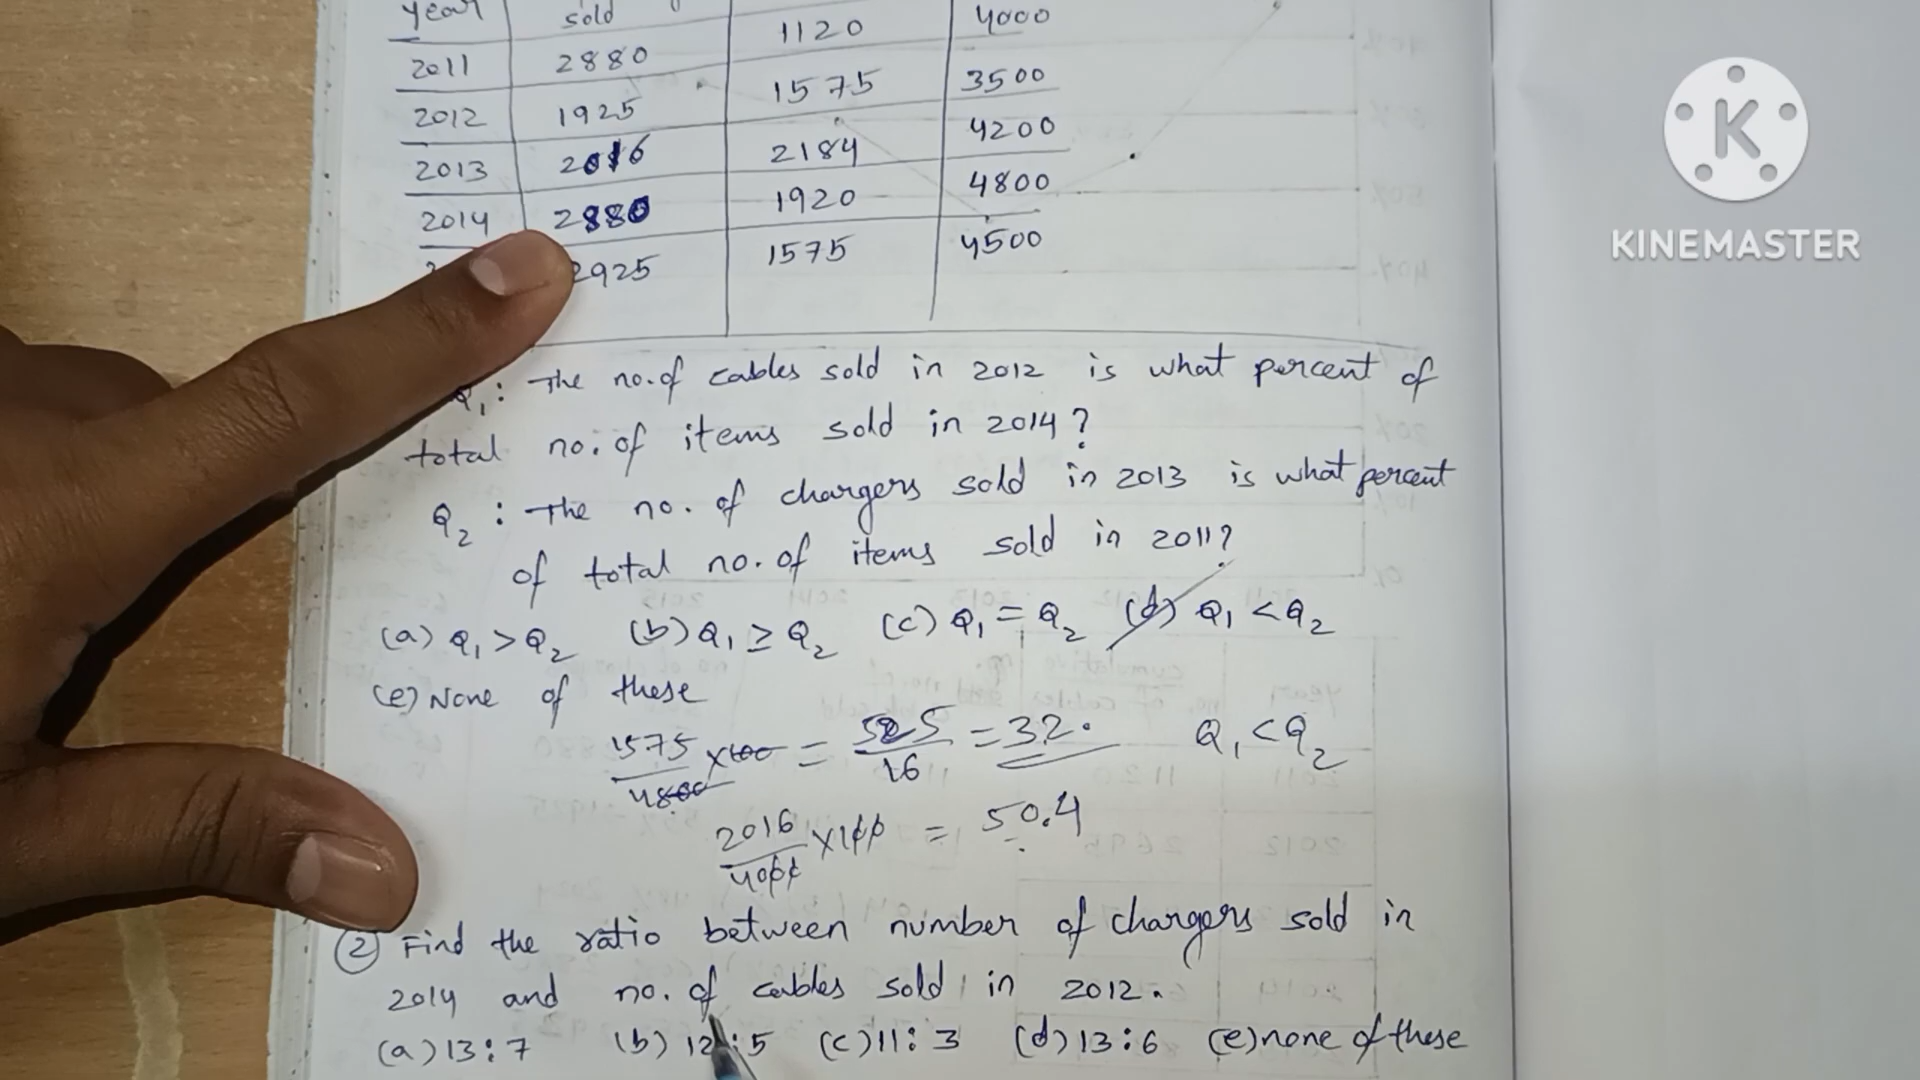 year sold
1120 4000
2011 2880
1575 3500
2012 1925
4200
2013 2016 2184
4800
2014 2880 1920
1575 4500
2925
K
KINEMASTER
Q1: The no.of cables sold in 2012 is what percent of
total no. of items sold in 2014?
Q2: The no. of chargers sold in 2013 is what percent
of total no. of items sold in 2011?
(a) Q1 > Q2 (b) Q1 ≥ Q2 (c) Q1 = Q2 (d) Q1 < Q2
(e) None of these
1575/4800 x100 = 525/16 = 32. Q1 < Q2
2016/4000 x100 = 50.4
② Find the ratio between number of chargers sold in
2014 and no. of cables sold in 2012.
(a) 13:7 (b) 12:5 (c) 11:3 (d) 13:6 (e) none of these